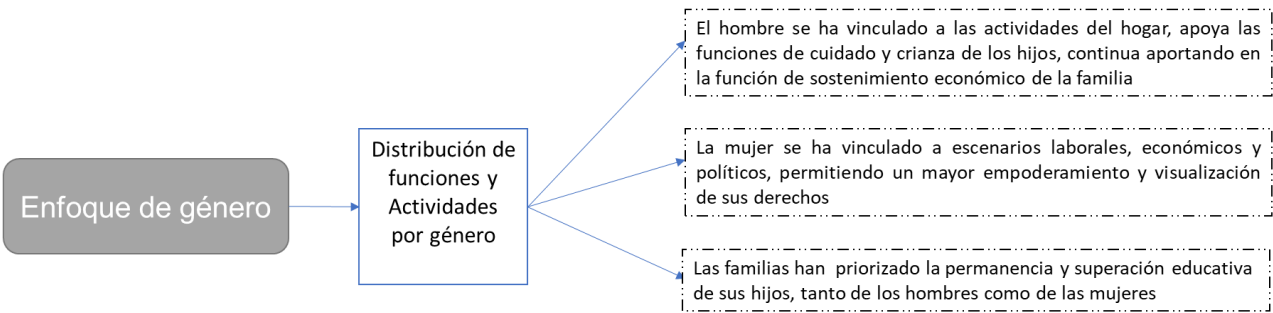 Enfoque de género
Distribución de
funciones y
Actividades
por género
El hombre se ha vinculado a las actividades del hogar, apoya las
funciones de cuidado y crianza de los hijos, continua aportando en
la función de sostenimiento económico de la familia
La mujer se ha vinculado a escenarios laborales, económicos y
políticos, permitiendo un mayor empoderamiento y visualización
de sus derechos
Las familias han priorizado la permanencia y superación educativa
de sus hijos, tanto de los hombres como de las mujeres